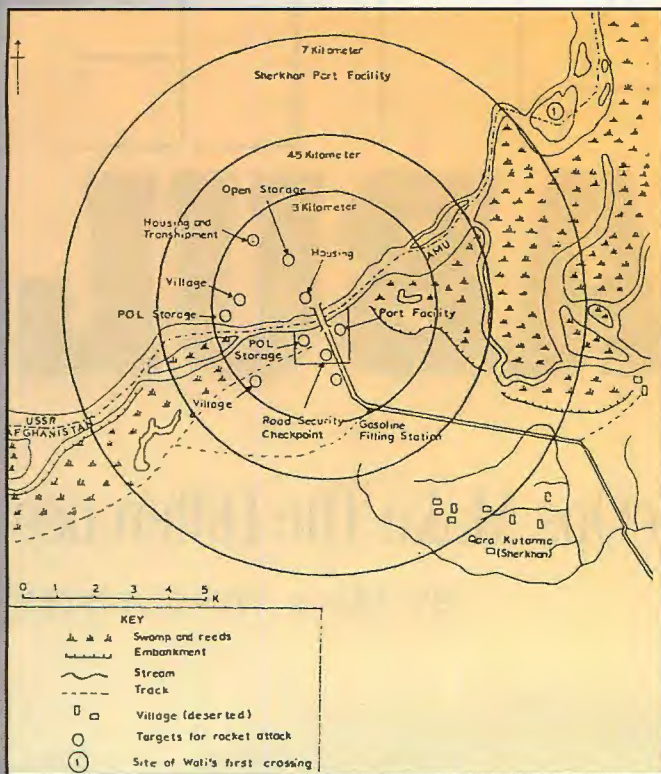 7 Kilometer
Sherkhan Port Facility
4.5 Kilometer
Open Storage
3 Kilometer
Housing and
Transhipment
Housing
Village
AMU
POL Storage
Port Facility
POL
Storage
Village
Road Security
Checkpoint
Gasoline
Filling Station
USSR
AFGHANISTAN
Qara Kutarma
(Sherkhan)
1
0 1 2 3 4 5
K
KEY
Swamp and reeds
Embankment
Stream
Track
Village (deserted)
Targets for rocket attack
1 Site of Wali's first crossing